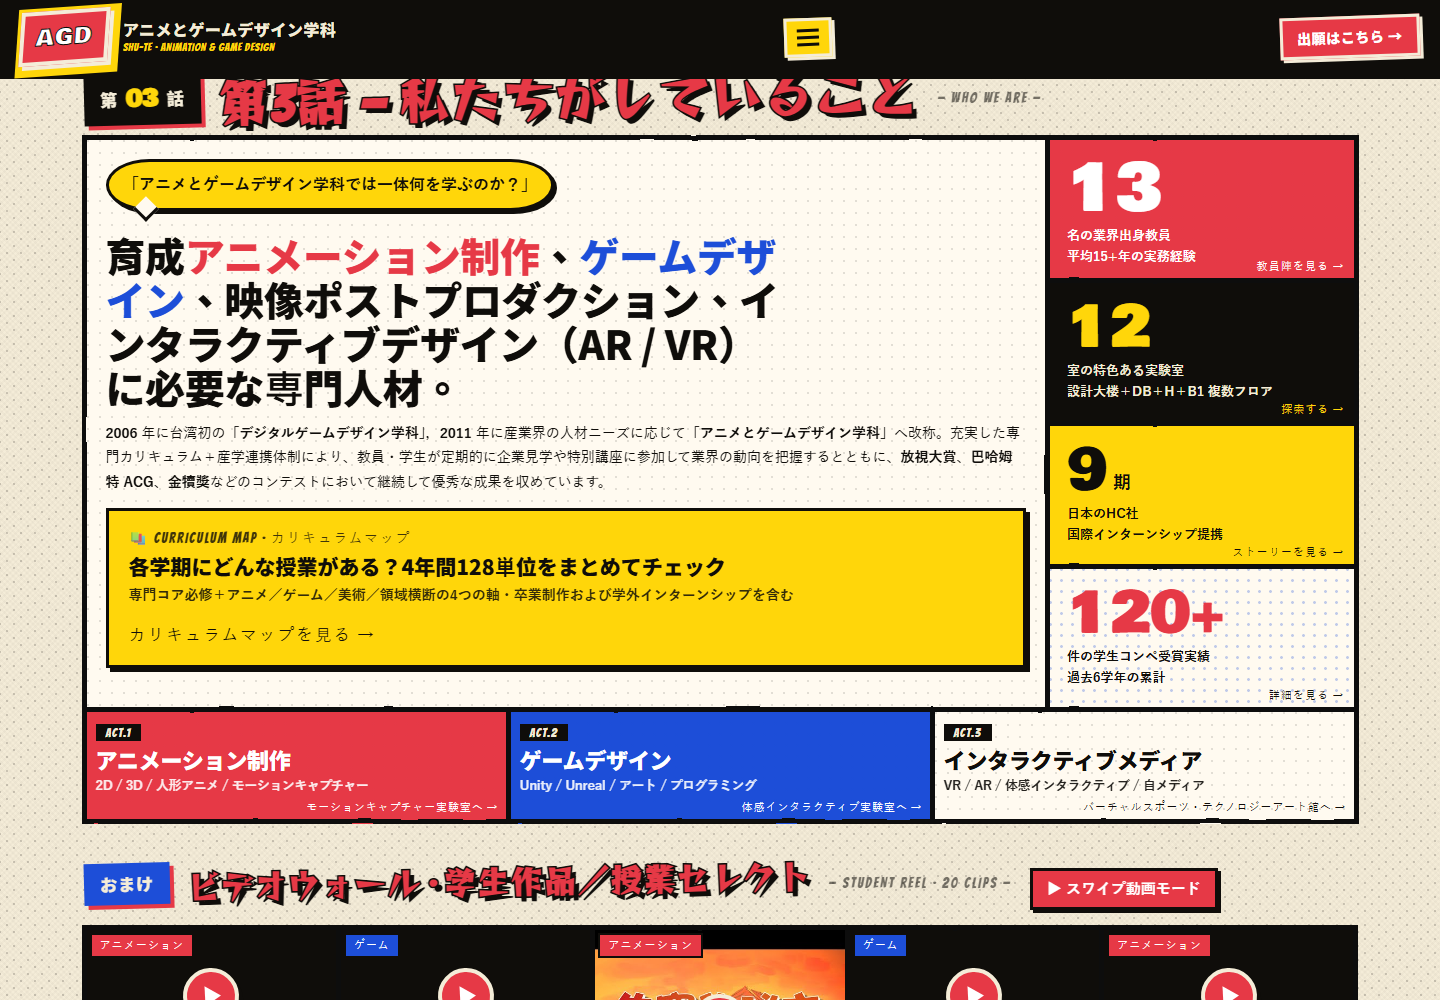 AGD
アニメとゲームデザイン学科
SHU-TE · ANIMATION & GAME DESIGN
出願はこちら →
第 03 話
第3話 – 私たちがしていること
– WHO WE ARE –
「アニメとゲームデザイン学科では一体何を学ぶのか？」
育成アニメーション制作、ゲームデザ
イン、映像ポストプロダクション、イ
ンタラクティブデザイン（AR / VR）
に必要な専門人材。
2006 年に台湾初の「デジタルゲームデザイン学科」，2011 年に産業界の人材ニーズに応じて「アニメとゲームデザイン学科」へ改称。充実した専
門カリキュラム＋産学連携体制により、教員・学生が定期的に企業見学や特別講座に参加して業界の動向を把握するとともに、放視大賞、巴哈姆
特 ACG、金犢獎などのコンテストにおいて継続して優秀な成果を収めています。
CURRICULUM MAP · カリキュラムマップ
各学期にどんな授業がある？4年間128単位をまとめてチェック
専門コア必修＋アニメ／ゲーム／美術／領域横断の4つの軸・卒業制作および学外インターンシップを含む
カリキュラムマップを見る →
13
名の業界出身教員
平均15+年の実務経験
教員陣を見る →
12
室の特色ある実験室
設計大楼＋DB＋H＋B1 複数フロア
探索する →
9 期
日本のHC社
国際インターンシップ提携
ストーリーを見る →
120+
件の学生コンペ受賞実績
過去6学年の累計
詳細を見る →
ACT.1
アニメーション制作
2D / 3D / 人形アニメ / モーションキャプチャー
モーションキャプチャー実験室へ →
ACT.2
ゲームデザイン
Unity / Unreal / アート / プログラミング
体感インタラクティブ実験室へ →
ACT.3
インタラクティブメディア
VR / AR / 体感インタラクティブ / 自メディア
バーチャルスポーツ・テクノロジーアート館へ →
おまけ
ビデオウォール・学生作品／授業セレクト
– STUDENT REEL · 20 CLIPS –
▶ スワイプ動画モード
アニメーション
ゲーム
アニメーション
ゲーム
アニメーション